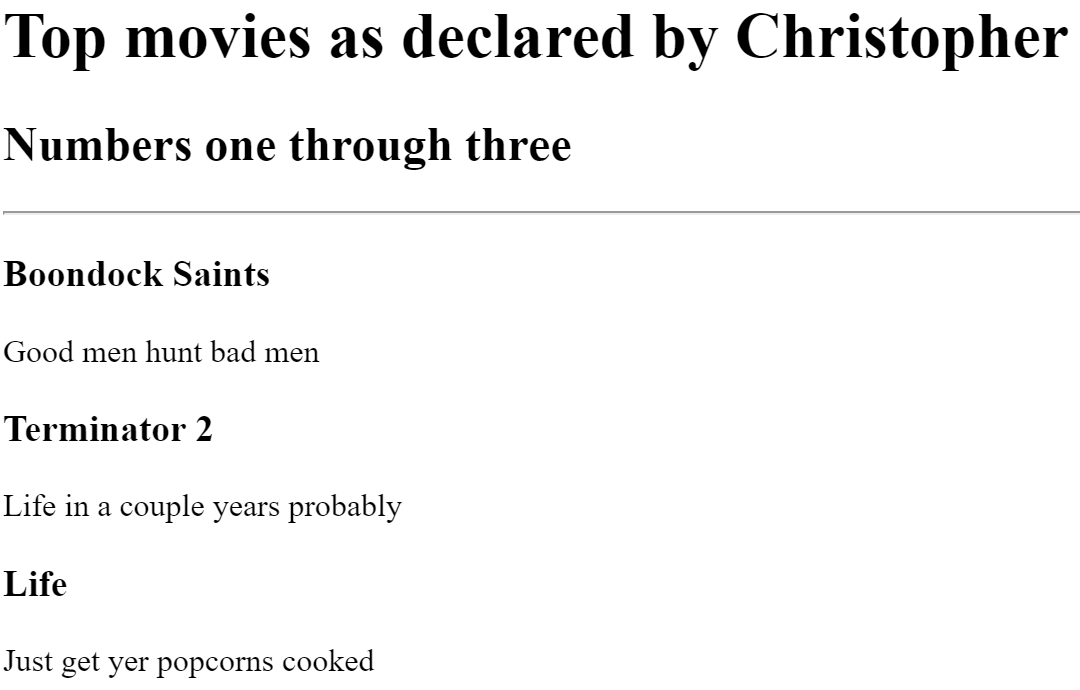 Top movies as declared by Christopher
Numbers one through three
Boondock Saints
Good men hunt bad men
Terminator 2
Life in a couple years probably
Life
Just get yer popcorns cooked